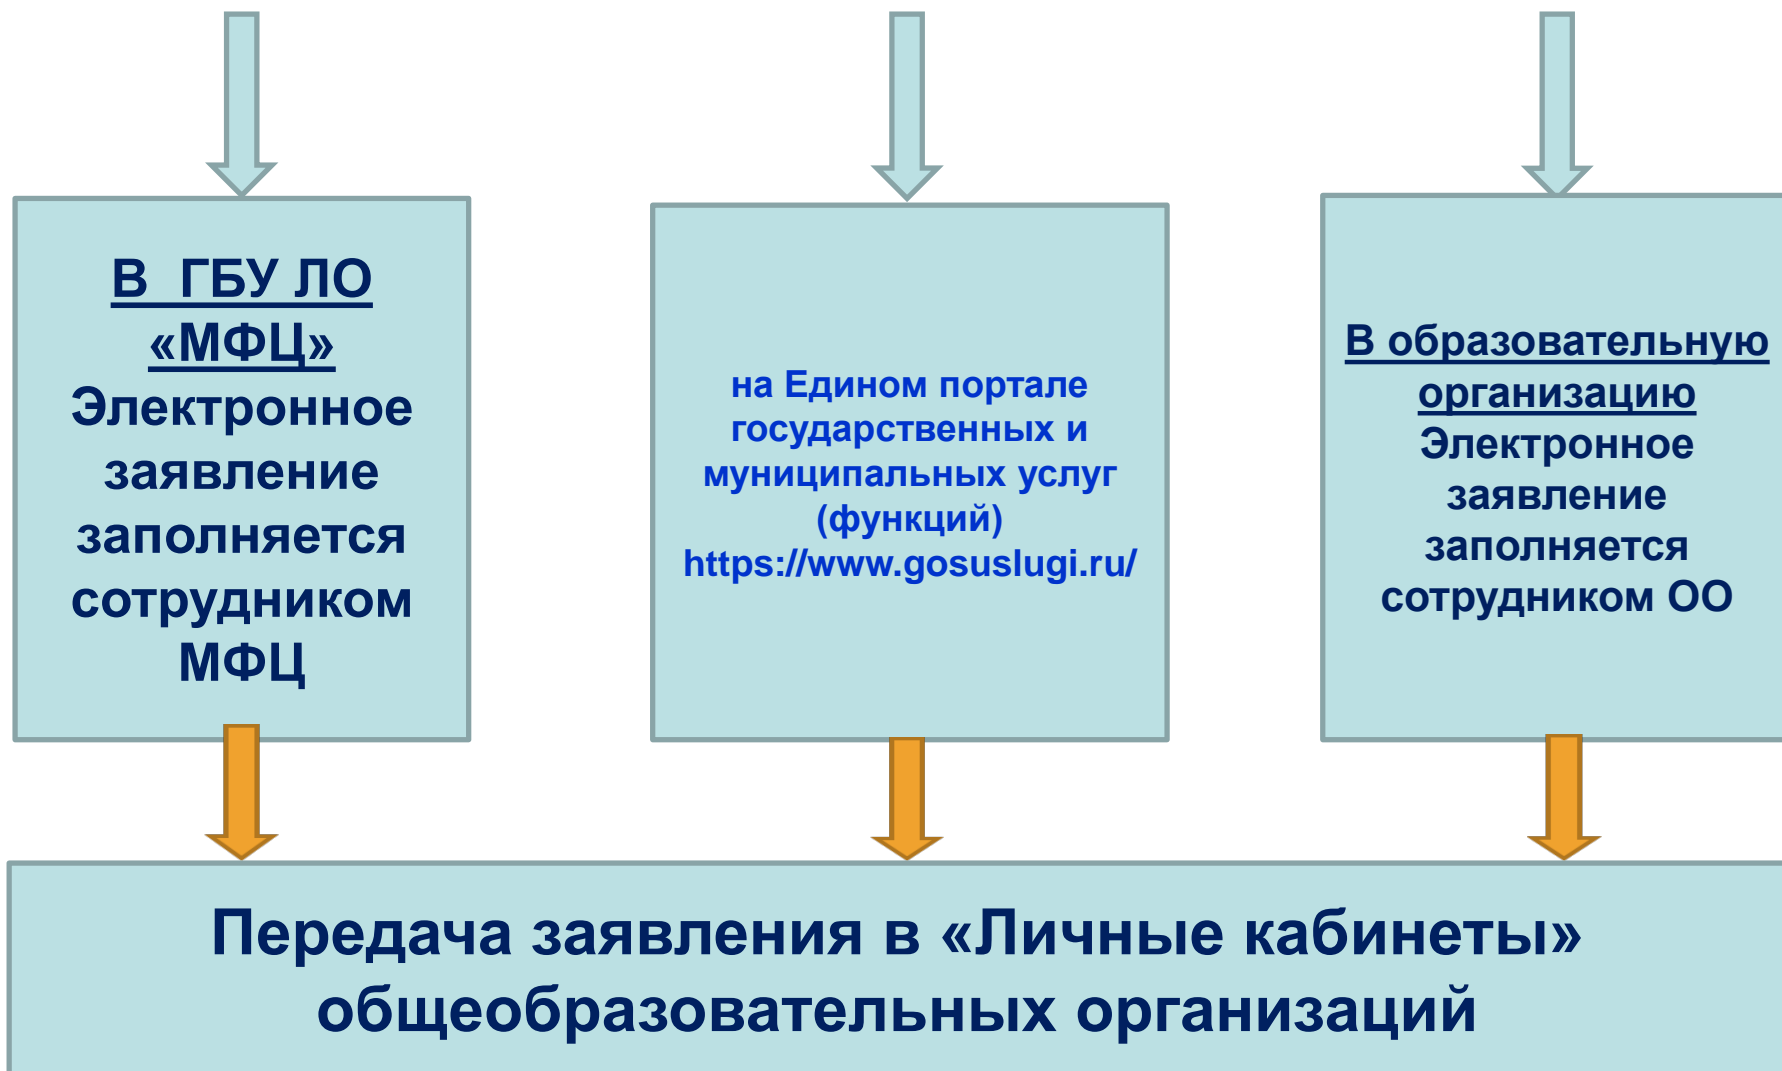 В ГБУ ЛО
«МФЦ»
Электронное
заявление
заполняется
сотрудником
МФЦ
на Едином портале
государственных и
муниципальных услуг
(функций)
https://www.gosuslugi.ru/
В образовательную
организацию
Электронное
заявление
заполняется
сотрудником ОО
Передача заявления в «Личные кабинеты»
общеобразовательных организаций